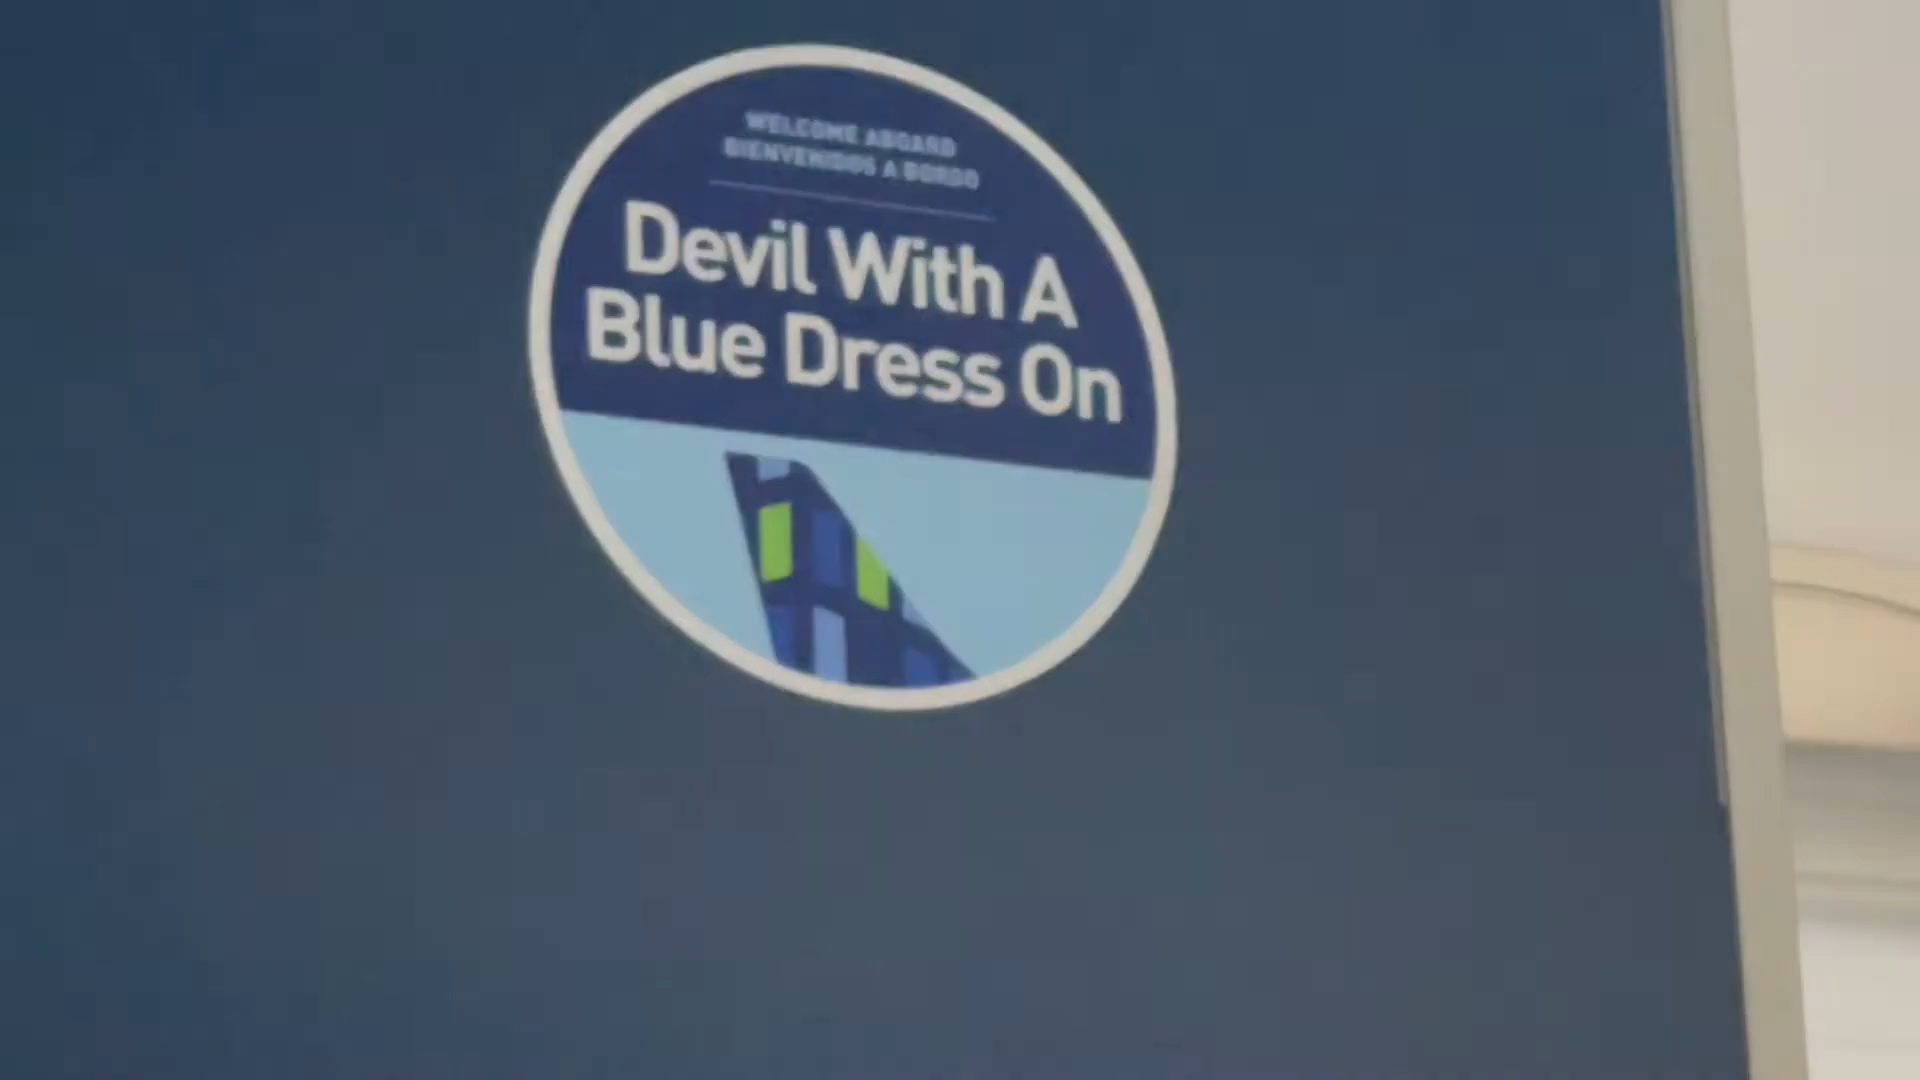 WELCOME ABOARD
BIENVENIDOS A BORDO
Devil With A
Blue Dress On